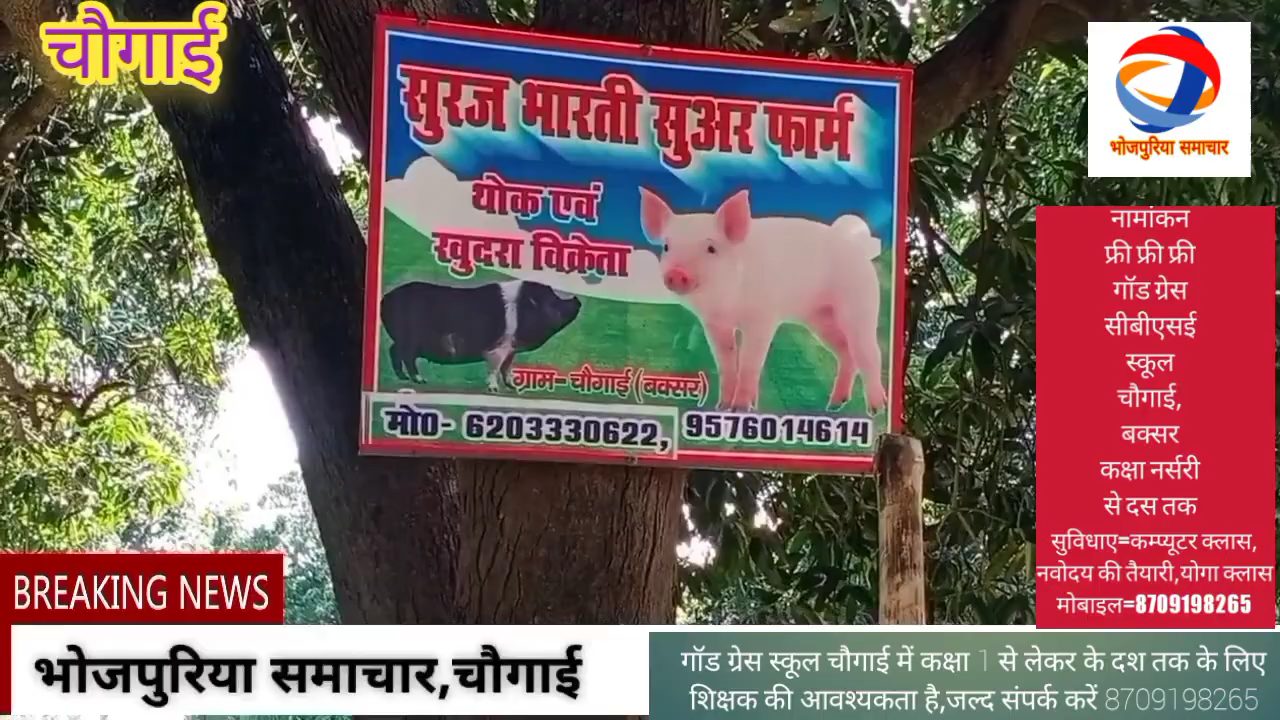 चौगाई
सुरज भारती सुअर फार्म
थोक एवं
खुदरा विक्रेता
ग्राम-चौगाई (बक्सर)
मो0- 6203330622, 9576014614
भोजपुरिया समाचार
नामांकन
फ्री फ्री फ्री
गॉड ग्रेस
सीबीएसई
स्कूल
चौगाई,
बक्सर
कक्षा नर्सरी
से दस तक
सुविधाए=कम्प्यूटर क्लास,
नवोदय की तैयारी,योगा क्लास
मोबाइल=8709198265
BREAKING NEWS
भोजपुरिया समाचार,चौगाई
गॉड ग्रेस स्कूल चौगाई में कक्षा 1 से लेकर के दश तक के लिए
शिक्षक की आवश्यकता है,जल्द संपर्क करें 8709198265